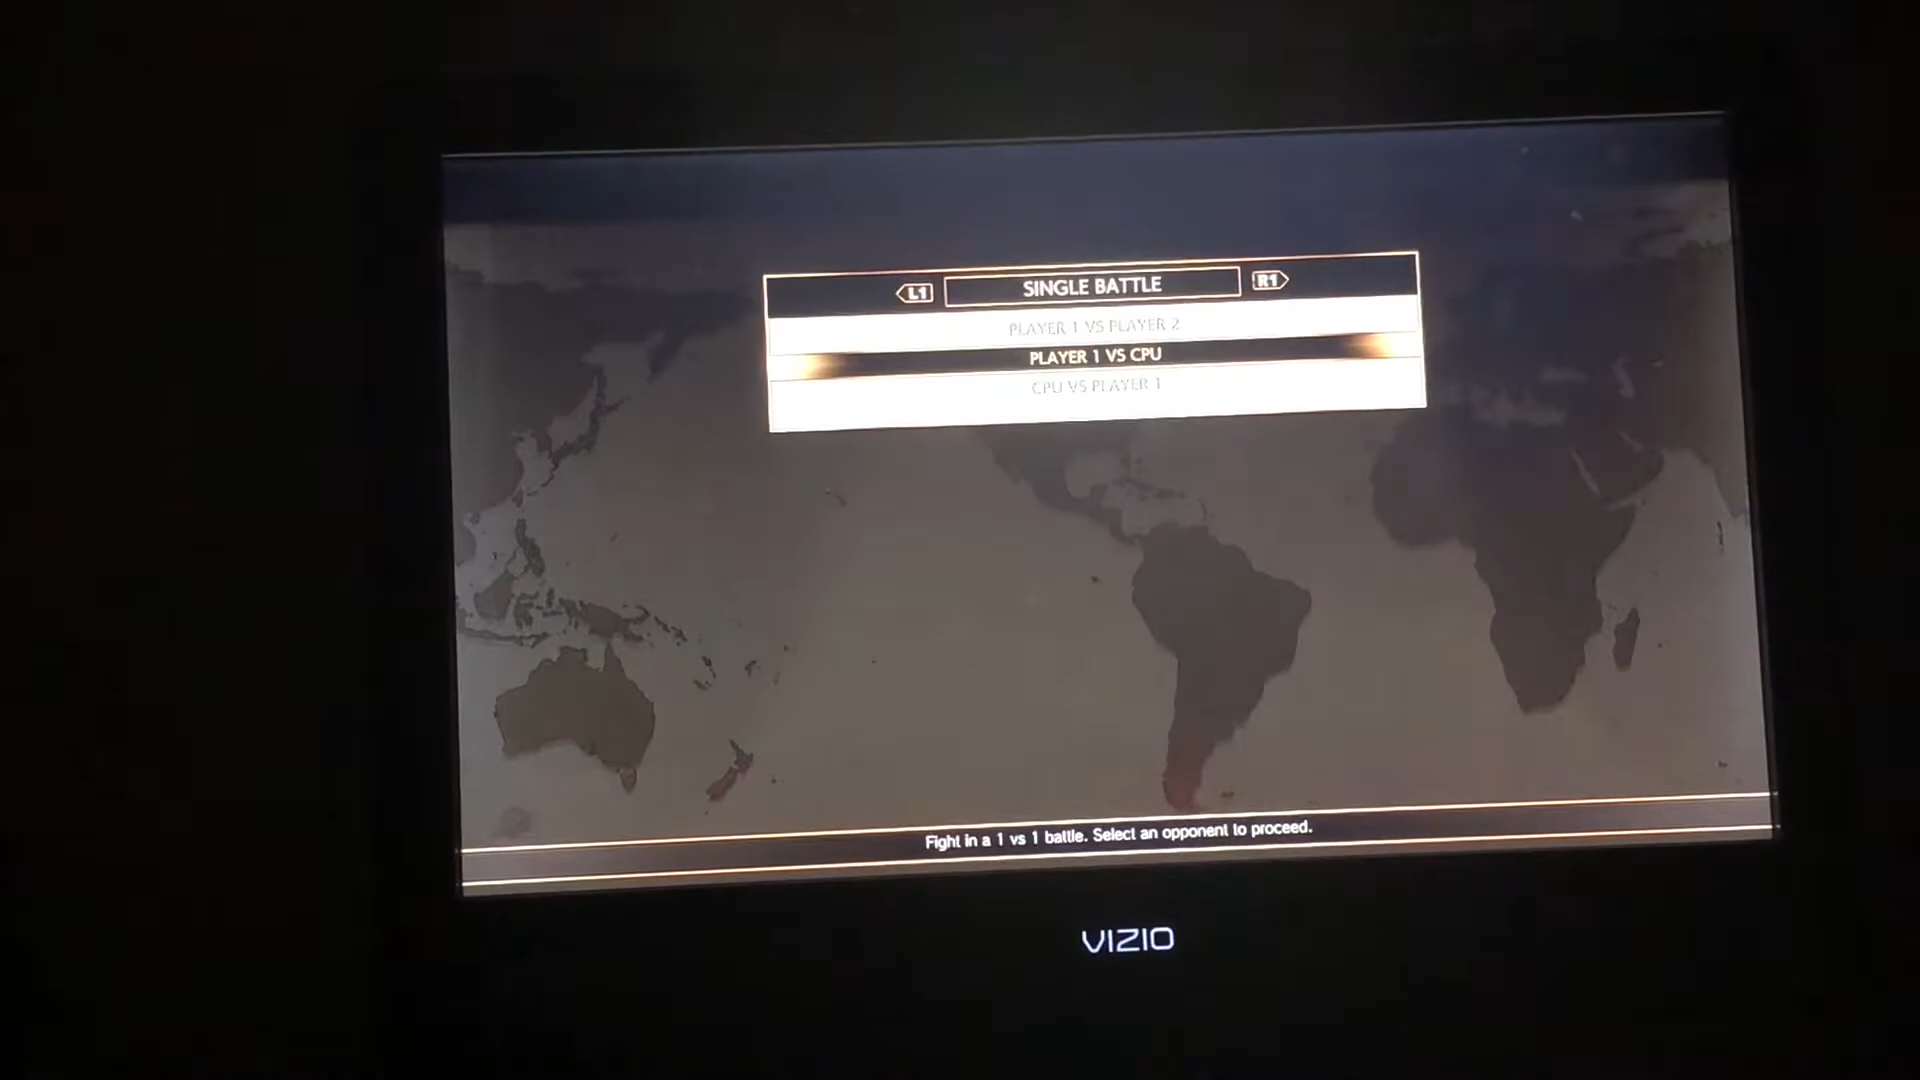 L1 SINGLE BATTLE R1
PLAYER 1 VS PLAYER 2
PLAYER 1 VS CPU
CPU VS PLAYER 1
Fight in a 1 vs 1 battle. Select an opponent to proceed.
VIZIO